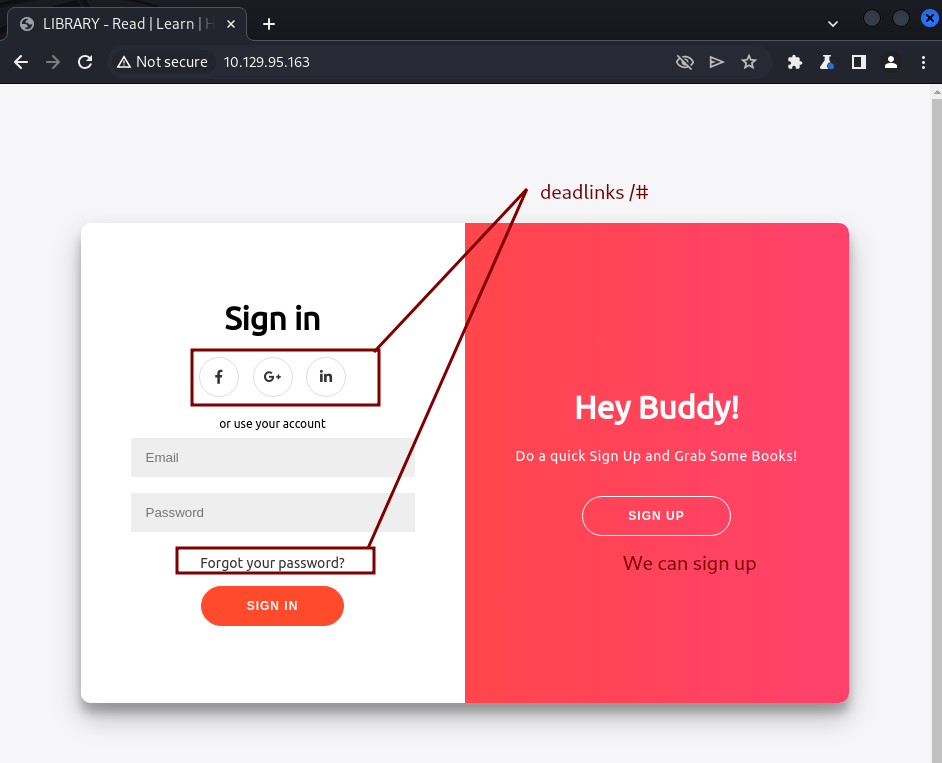 LIBRARY - Read | Learn | H
Not secure 10.129.95.163
deadlinks /#
Sign in
f G+ in
or use your account
Email
Password
Forgot your password?
SIGN IN
Hey Buddy!
Do a quick Sign Up and Grab Some Books!
SIGN UP
We can sign up